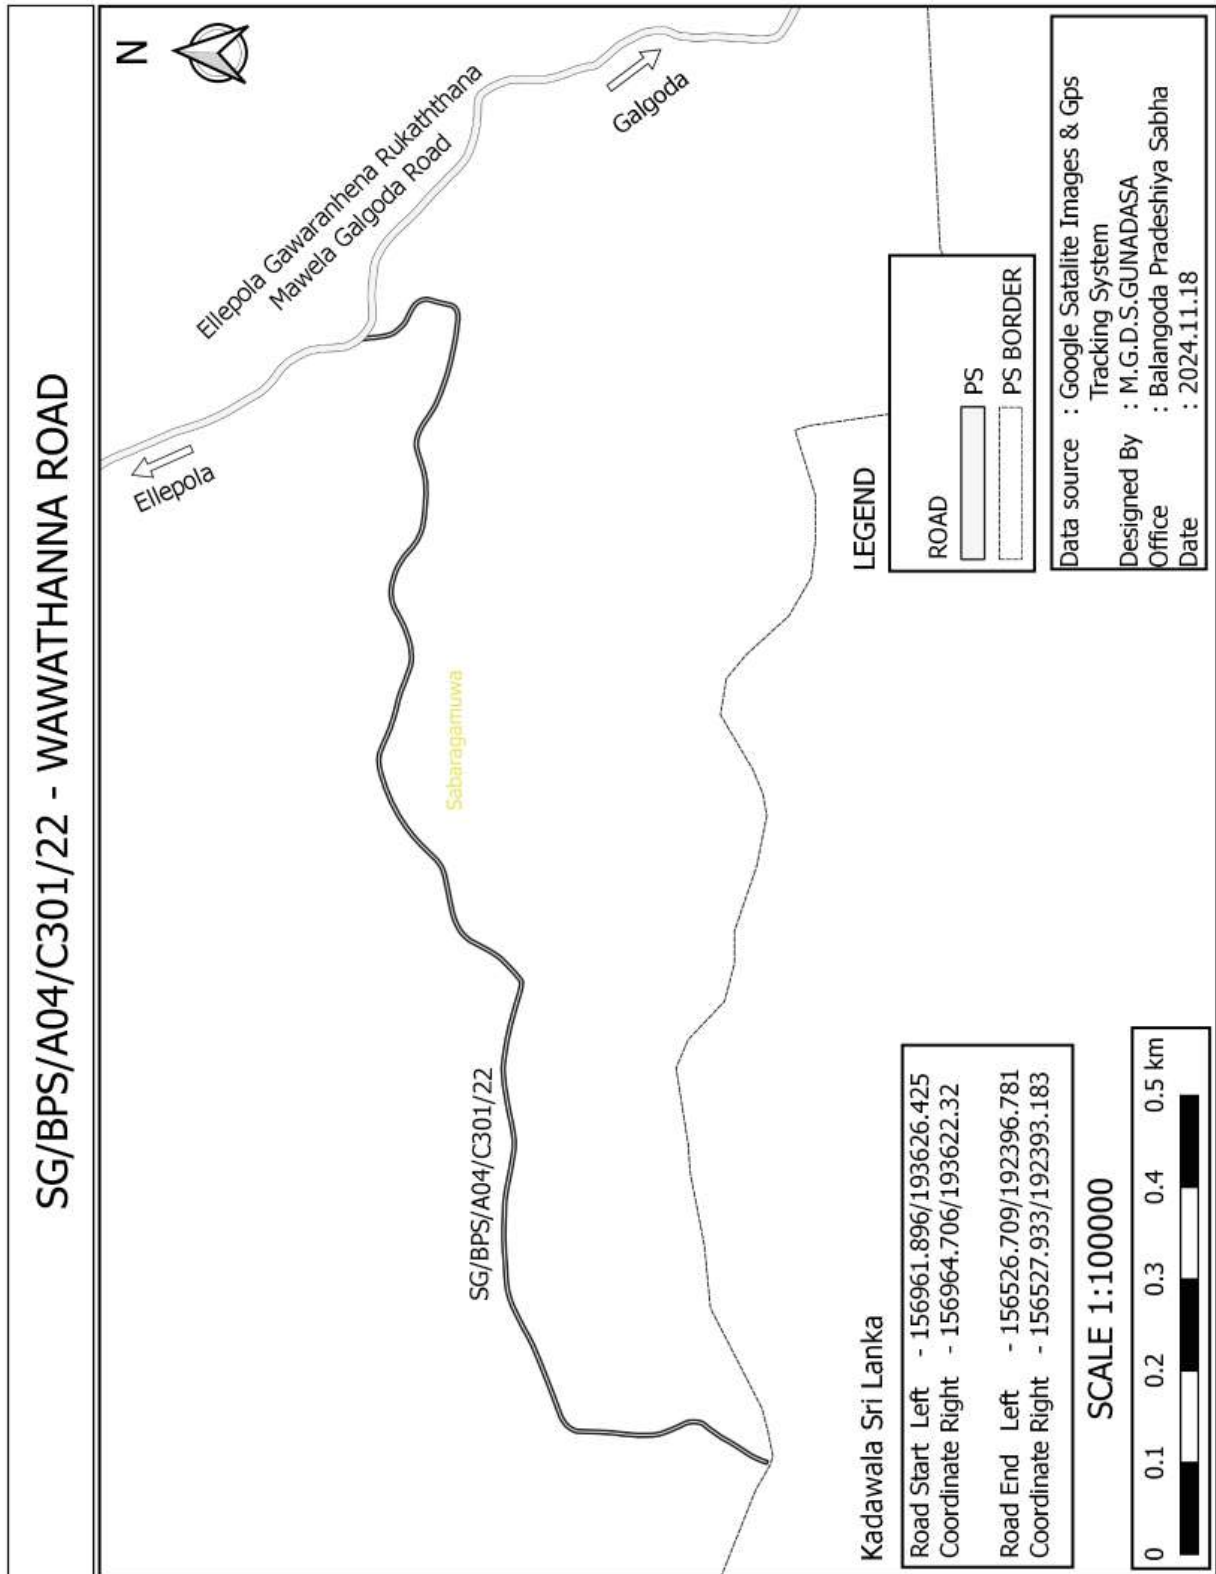 SG/BPS/A04/C301/22 - WAWATHANNA ROAD
N
Ellepola Gawaranhena Rukaththana
Mawela Galgoda Road
Ellepola
Galgoda
Sabaragamuwa
SG/BPS/A04/C301/22
Kadawala Sri Lanka
Road Start Left - 156961.896/193626.425
Coordinate Right - 156964.706/193622.32
Road End Left - 156526.709/192396.781
Coordinate Right - 156527.933/192393.183
SCALE 1:100000
0 0.1 0.2 0.3 0.4 0.5 km
LEGEND
ROAD
PS
PS BORDER
Data source : Google Satalite Images & Gps
Tracking System
Designed By : M.G.D.S.GUNADASA
Office : Balangoda Pradeshiya Sabha
Date : 2024.11.18